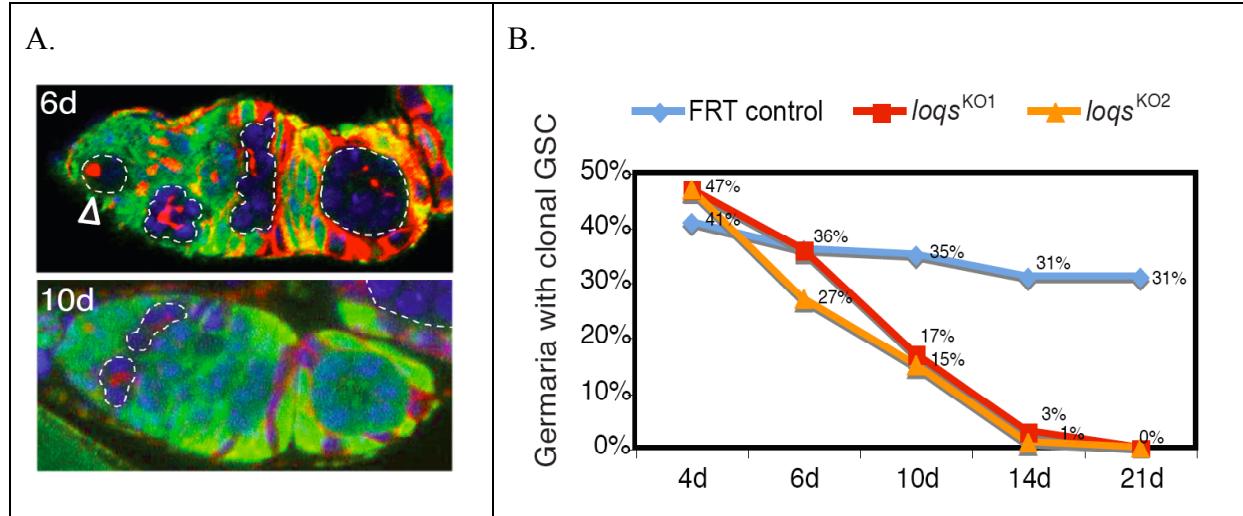 A.
6d
10d
B.
FRT control loqsKO1 loqsKO2
Germaria with clonal GSC
50%
40%
30%
20%
10%
0%
47%
41%
36%
27%
35%
17%
15%
31%
3%
1%
31%
0%
4d 6d 10d 14d 21d